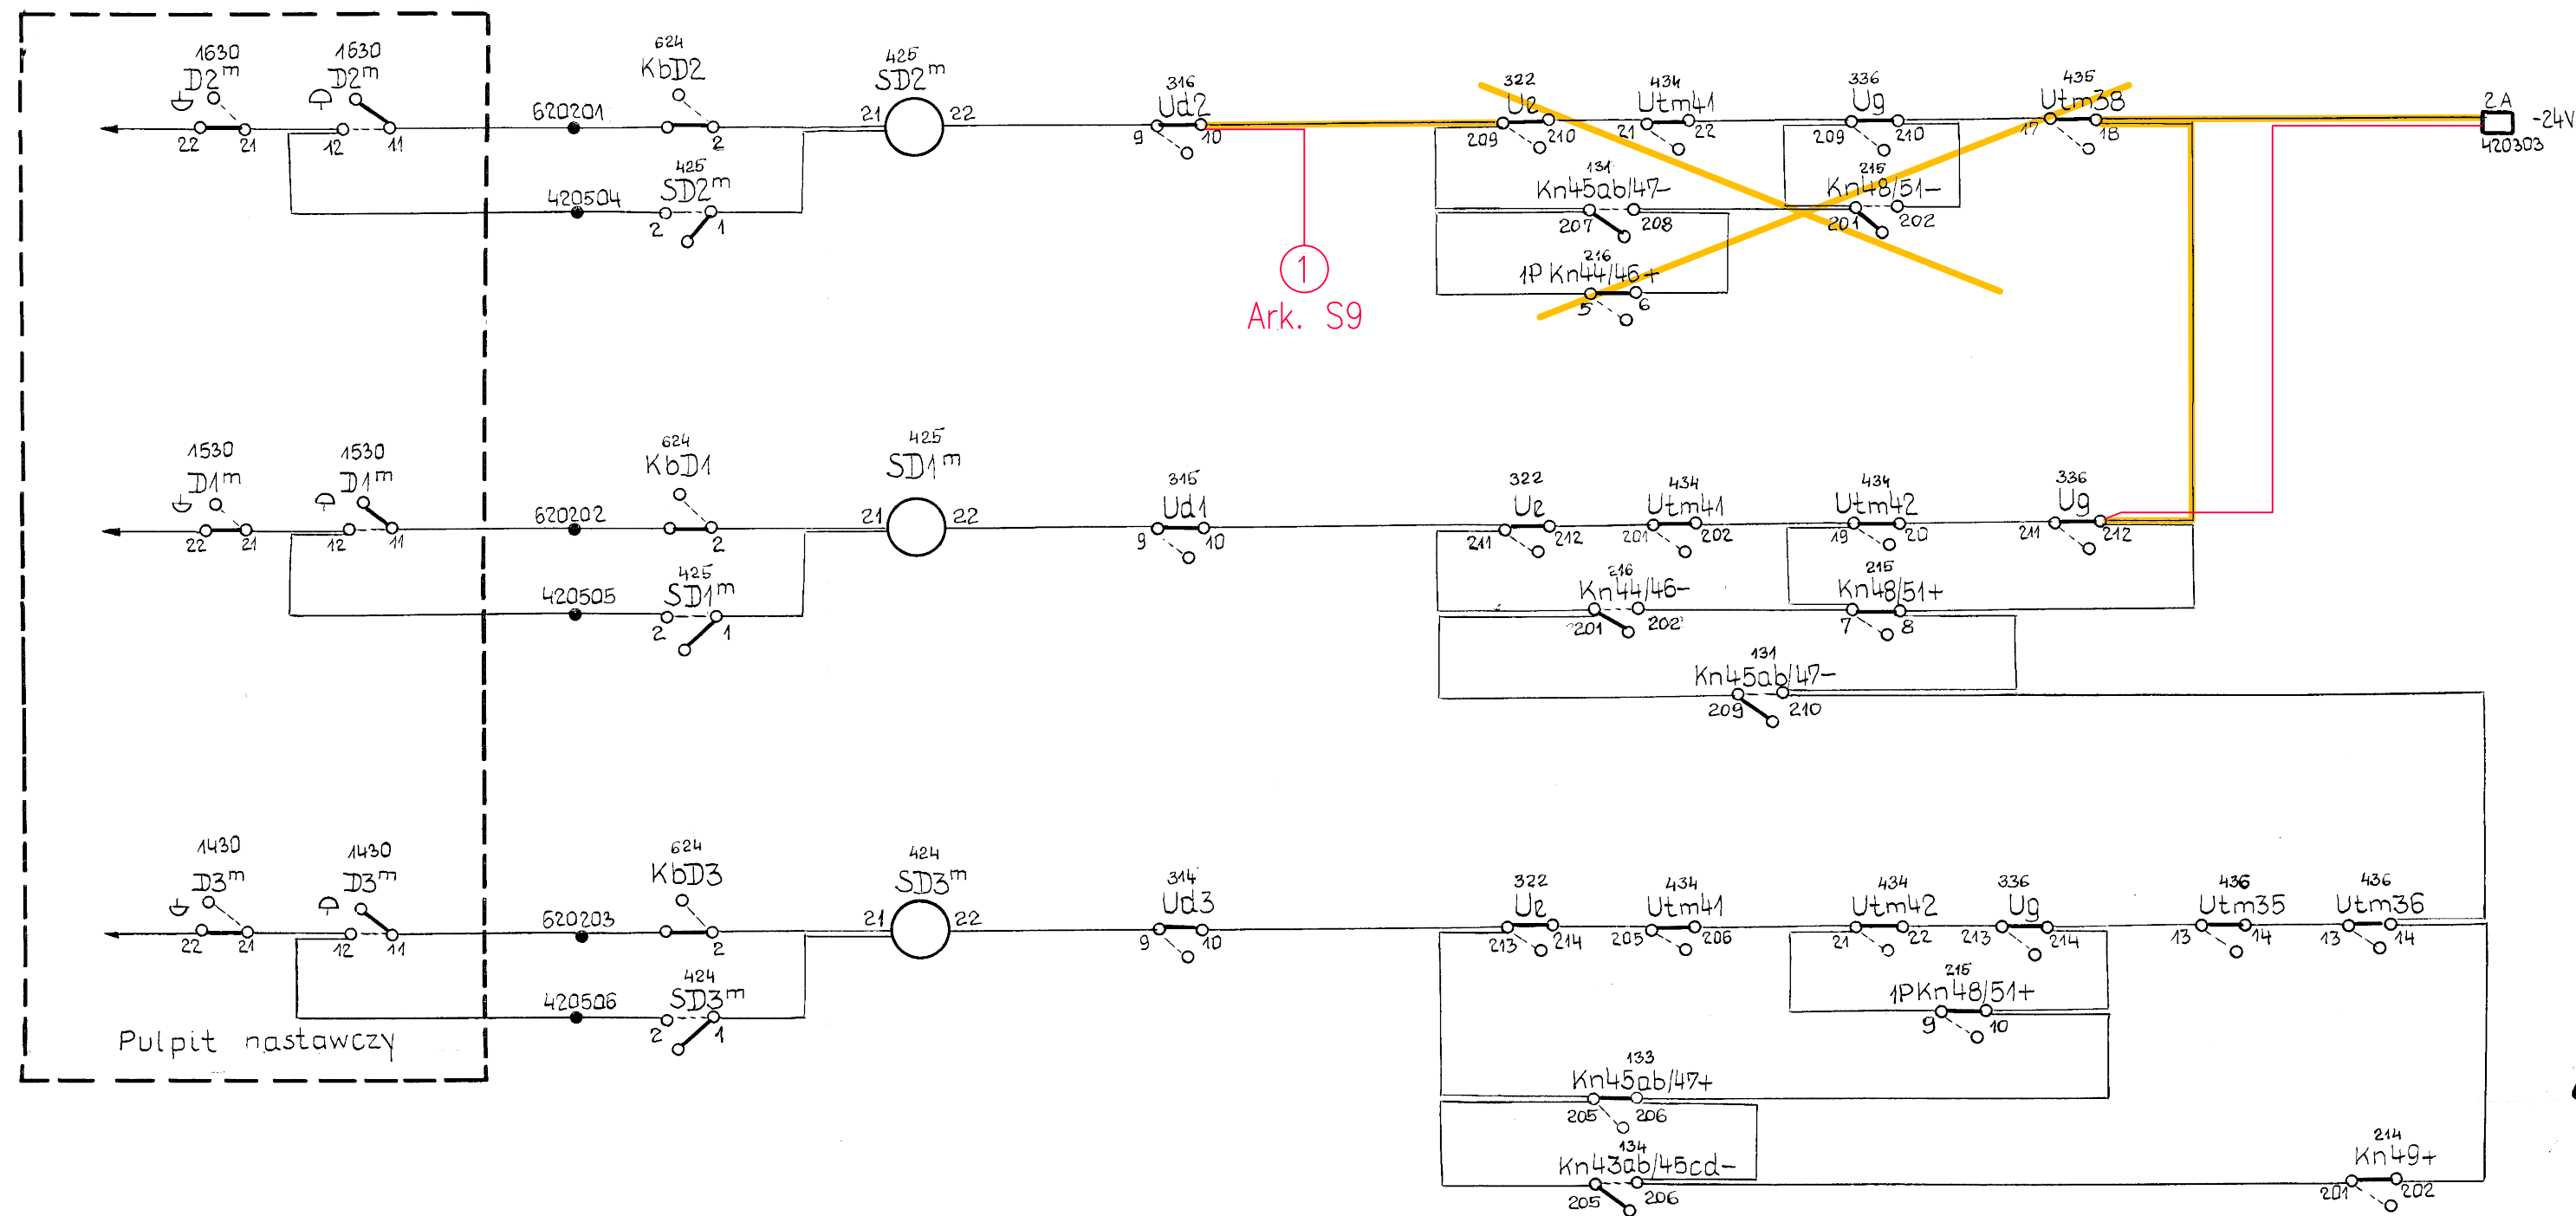 1630
D2m
1630
D2m
22
21
12
11
620201
624
KbD2
2
425
SD2m
21
22
420504
425
SD2m
2
1
316
Ud2
9
10
1
Ark. S9
322
Ue
209
210
434
Utm41
21
22
336
Ug
209
210
435
Utm38
17
18
2A
-24V
420303
131
Kn45ab/47-
207
208
215
Kn48/51-
201
202
216
1P Kn44/46+
5
6
1530
D1m
1530
D1m
22
21
12
11
620202
624
KbD1
2
425
SD1m
21
22
420505
425
SD1m
2
1
315
Ud1
9
10
322
Ue
211
212
434
Utm41
201
202
434
Utm42
19
20
336
Ug
211
212
216
Kn44/46-
201
202
215
Kn48/51+
7
8
131
Kn45ab/47-
209
210
1430
D3m
1430
D3m
22
21
12
11
620203
624
KbD3
2
424
SD3m
21
22
420506
424
SD3m
2
1
314
Ud3
9
10
322
Ue
213
214
434
Utm41
205
206
434
Utm42
21
22
336
Ug
213
214
436
Utm35
13
14
436
Utm36
13
14
215
1PKn48/51+
9
10
133
Kn45ab/47+
205
206
134
Kn43ab/45cd-
205
206
214
Kn49+
201
202
Pulpit nastawczy